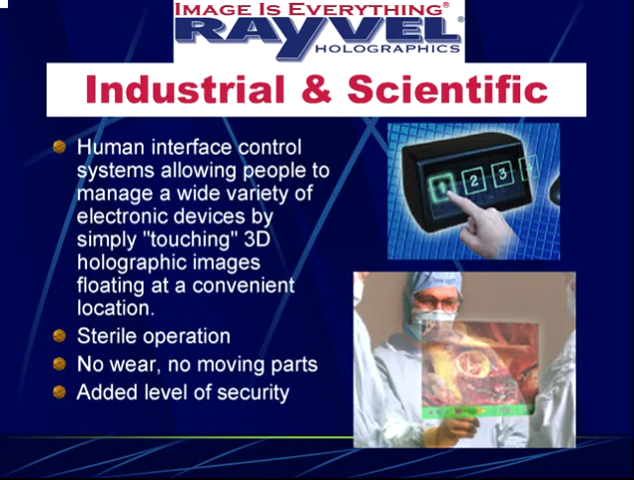 IMAGE IS EVERYTHING®
RAYVEL®
HOLOGRAPHICS
Industrial & Scientific
Human interface control
systems allowing people to
manage a wide variety of
electronic devices by
simply "touching" 3D
holographic images
floating at a convenient
location.
Sterile operation
No wear, no moving parts
Added level of security
1 2 3